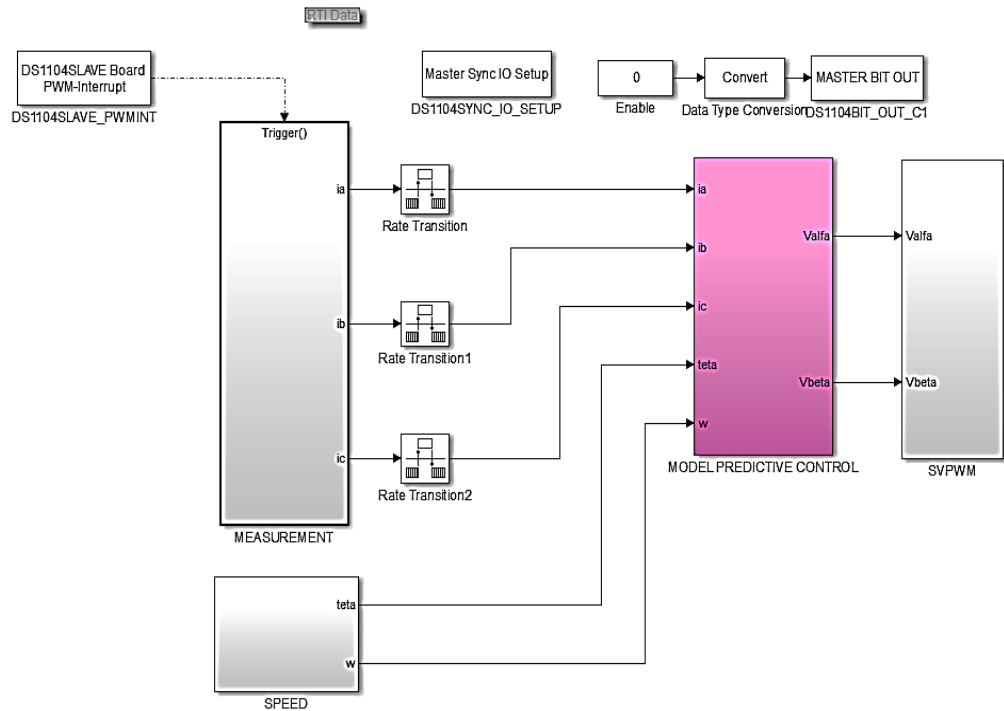 RTI Data
DS1104SLAVE Board
PWM-Interrupt
DS1104SLAVE_PWMINT
Master Sync IO Setup
DS1104SYNC_IO_SETUP
0
Enable
Convert
Data Type Conversion
MASTER BIT OUT
DS1104BIT_OUT_C1
Trigger()
ia
ib
ic
MEASUREMENT
Rate Transition
Rate Transition1
Rate Transition2
ia
ib
ic
teta
w
Valfa
Vbeta
MODEL PREDICTIVE CONTROL
Valfa
Vbeta
SVPWM
teta
w
SPEED